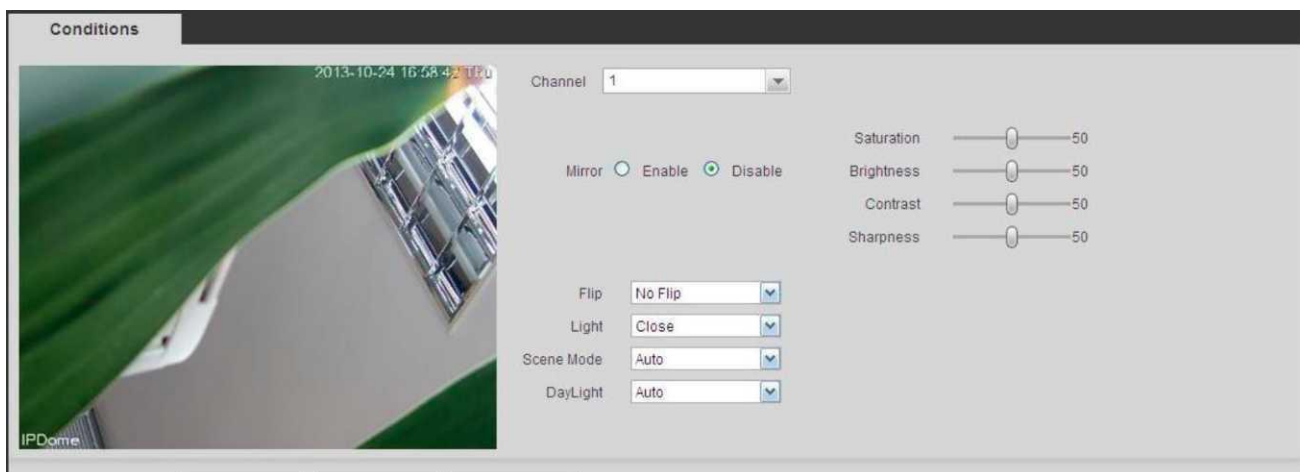 Conditions
2013-10-24 16:58:42 Thu
IPDome
Channel 1
Mirror Enable Disable
Saturation 50
Brightness 50
Contrast 50
Sharpness 50
Flip No Flip
Light Close
Scene Mode Auto
DayLight Auto